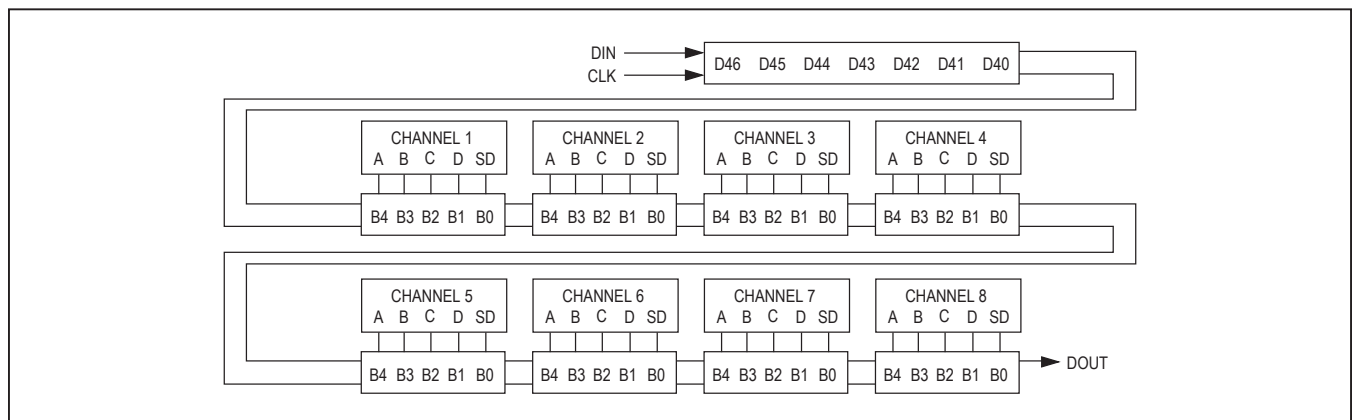 DIN
CLK
D46 D45 D44 D43 D42 D41 D40
CHANNEL 1 CHANNEL 2 CHANNEL 3 CHANNEL 4
A B C D SD A B C D SD A B C D SD A B C D SD
B4 B3 B2 B1 B0 B4 B3 B2 B1 B0 B4 B3 B2 B1 B0 B4 B3 B2 B1 B0
CHANNEL 5 CHANNEL 6 CHANNEL 7 CHANNEL 8
A B C D SD A B C D SD A B C D SD A B C D SD
B4 B3 B2 B1 B0 B4 B3 B2 B1 B0 B4 B3 B2 B1 B0 B4 B3 B2 B1 B0 DOUT